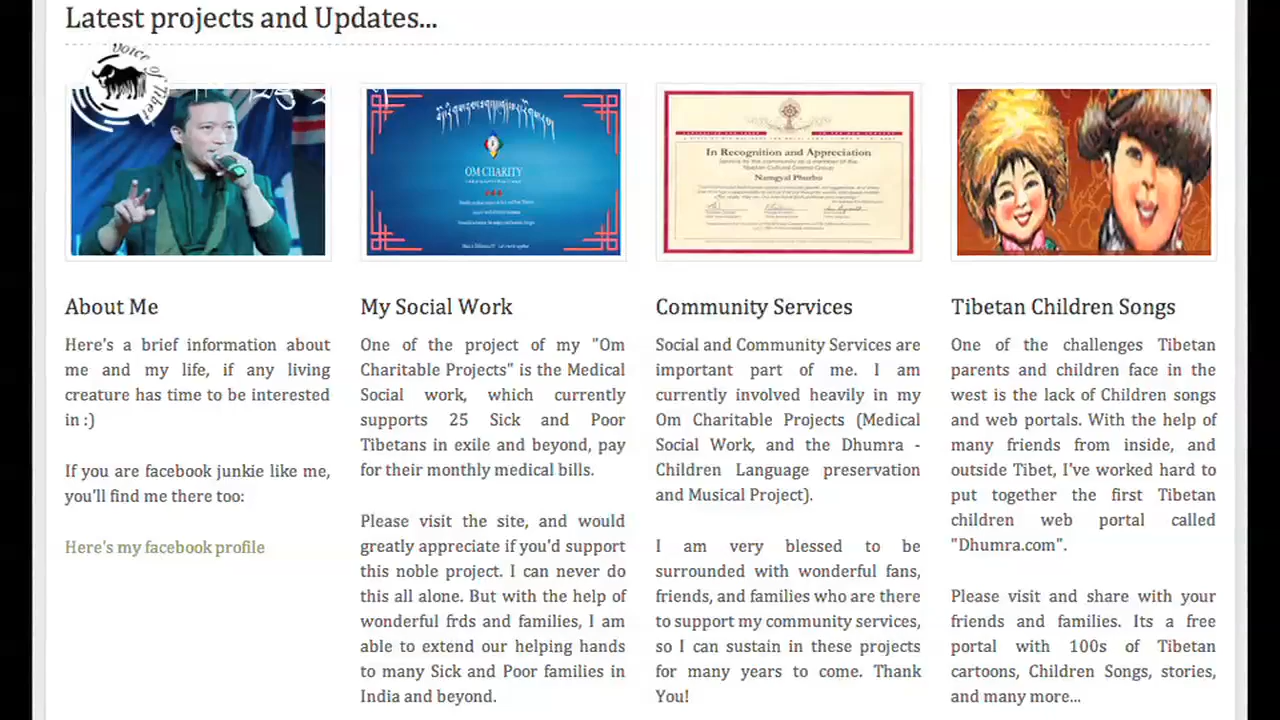 Latest projects and Updates...
Voice of Tibet
OM CHARITY
In Recognition and Appreciation
Service to the community as a member of the
Namgyal Phurbu
About Me
Here's a brief information about
me and my life, if any living
creature has time to be interested
in :)
If you are facebook junkie like me,
you'll find me there too:
Here's my facebook profile
My Social Work
One of the project of my "Om
Charitable Projects" is the Medical
Social work, which currently
supports 25 Sick and Poor
Tibetans in exile and beyond, pay
for their monthly medical bills.
Please visit the site, and would
greatly appreciate if you'd support
this noble project. I can never do
this all alone. But with the help of
wonderful frds and families, I am
able to extend our helping hands
to many Sick and Poor families in
India and beyond.
Community Services
Social and Community Services are
important part of me. I am
currently involved heavily in my
Om Charitable Projects (Medical
Social Work, and the Dhumra -
Children Language preservation
and Musical Project).
I am very blessed to be
surrounded with wonderful fans,
friends, and families who are there
to support my community services,
so I can sustain in these projects
for many years to come. Thank
You!
Tibetan Children Songs
One of the challenges Tibetan
parents and children face in the
west is the lack of Children songs
and web portals. With the help of
many friends from inside, and
outside Tibet, I've worked hard to
put together the first Tibetan
children web portal called
"Dhumra.com".
Please visit and share with your
friends and families. Its a free
portal with 100s of Tibetan
cartoons, Children Songs, stories,
and many more...